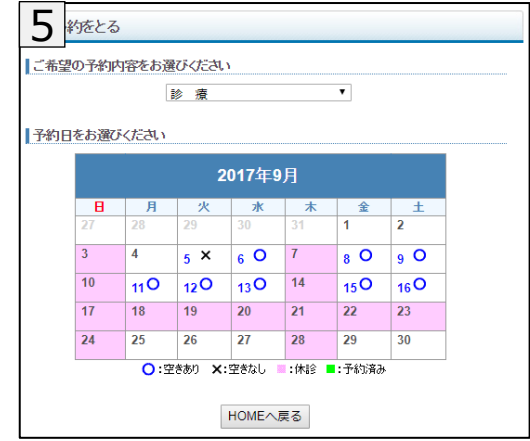 5
約をとる
ご希望の予約内容をお選びください
診 療 ▼
予約日をお選びください
2017年9月
日 月 火 水 木 金 土
27 28 29 30 31 1 2
3 4 5 × 6 ○ 7 8 ○ 9 ○
10 11○ 12○ 13○ 14 15○ 16○
17 18 19 20 21 22 23
24 25 26 27 28 29 30
○:空きあり ×:空きなし ■:休診 ■:予約済み
HOMEへ戻る